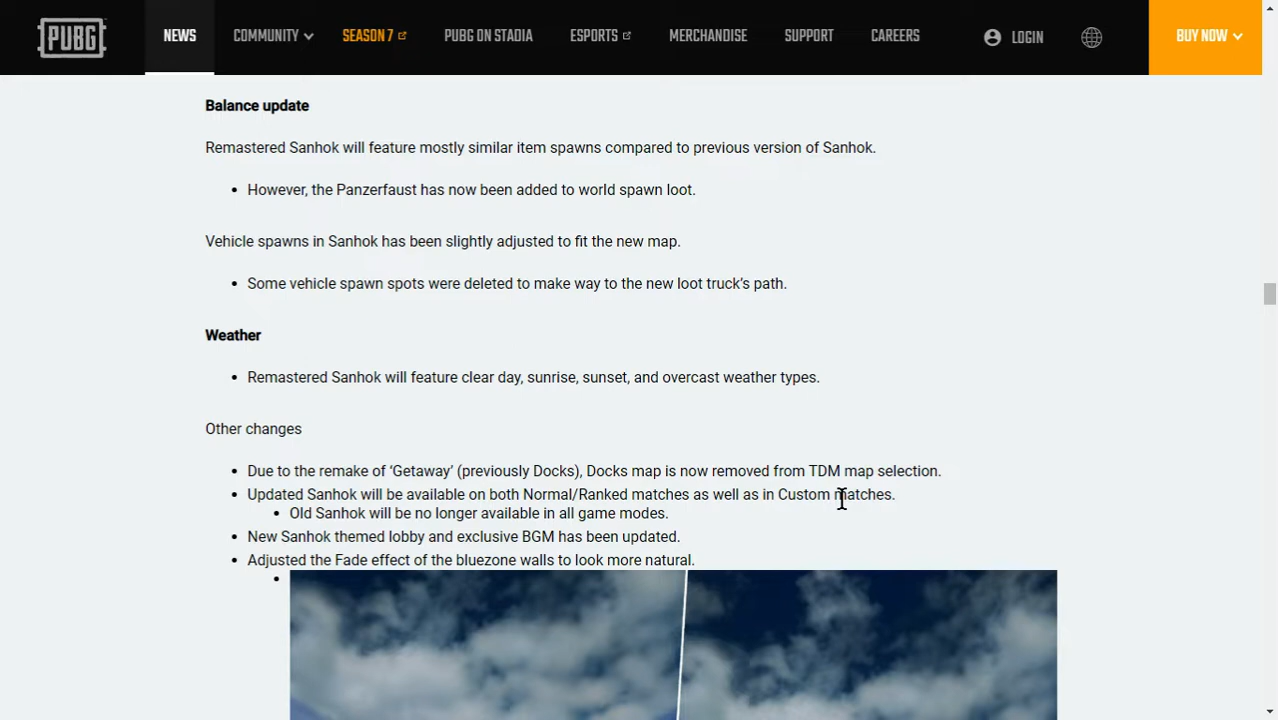 PUBG
NEWS
COMMUNITY
SEASON 7
PUBG ON STADIA
ESPORTS
MERCHANDISE
SUPPORT
CAREERS
LOGIN
BUY NOW
Balance update
Remastered Sanhok will feature mostly similar item spawns compared to previous version of Sanhok.
• However, the Panzerfaust has now been added to world spawn loot.
Vehicle spawns in Sanhok has been slightly adjusted to fit the new map.
• Some vehicle spawn spots were deleted to make way to the new loot truck's path.
Weather
• Remastered Sanhok will feature clear day, sunrise, sunset, and overcast weather types.
Other changes
• Due to the remake of ‘Getaway’ (previously Docks), Docks map is now removed from TDM map selection.
• Updated Sanhok will be available on both Normal/Ranked matches as well as in Custom matches.
• Old Sanhok will be no longer available in all game modes.
• New Sanhok themed lobby and exclusive BGM has been updated.
• Adjusted the Fade effect of the bluezone walls to look more natural.